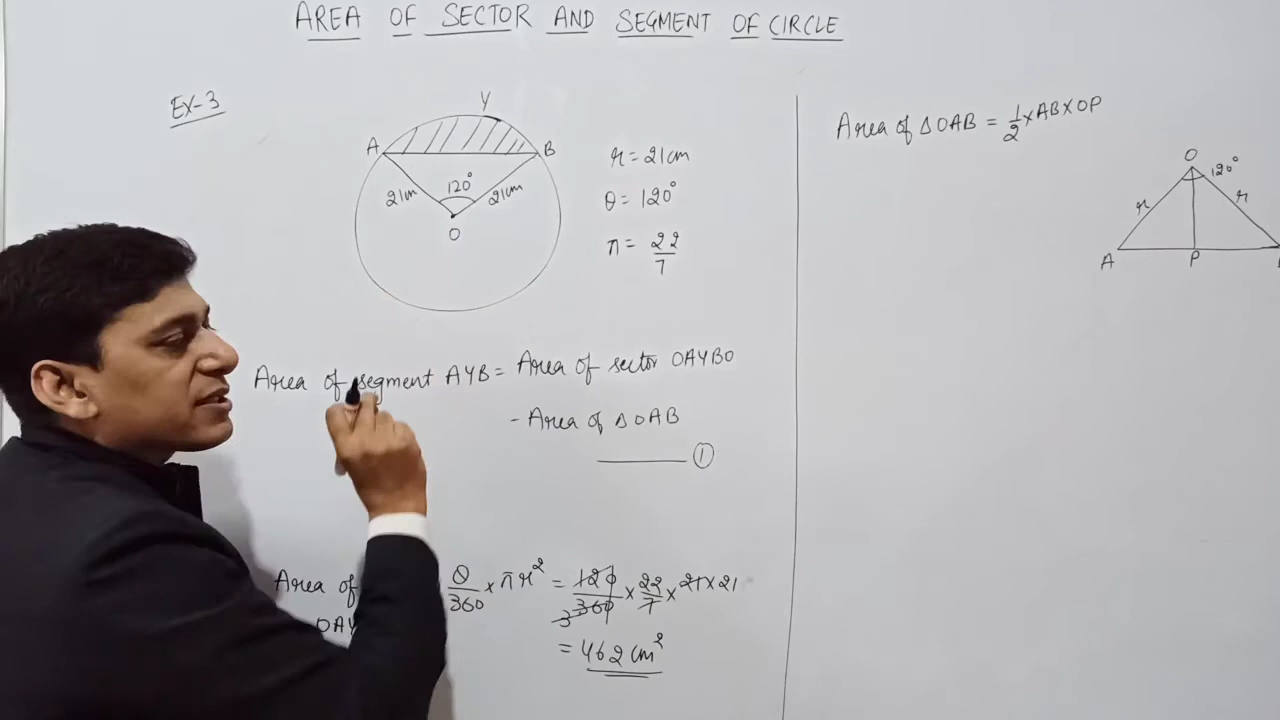 AREA OF SECTOR AND SEGMENT OF CIRCLE
EX-3
Y
A
B
21cm
120°
21cm
O
r = 21cm
θ = 120°
π = 22/7
Area of segment AYB = Area of sector OAYBO
- Area of △OAB
①
Area of
OAY
θ/360 × πr² = 120/360 × 22/7 × 21 × 21
3
= 462 cm²
Area of △OAB = 1/2 × AB × OP
O
120°
r
r
A
P